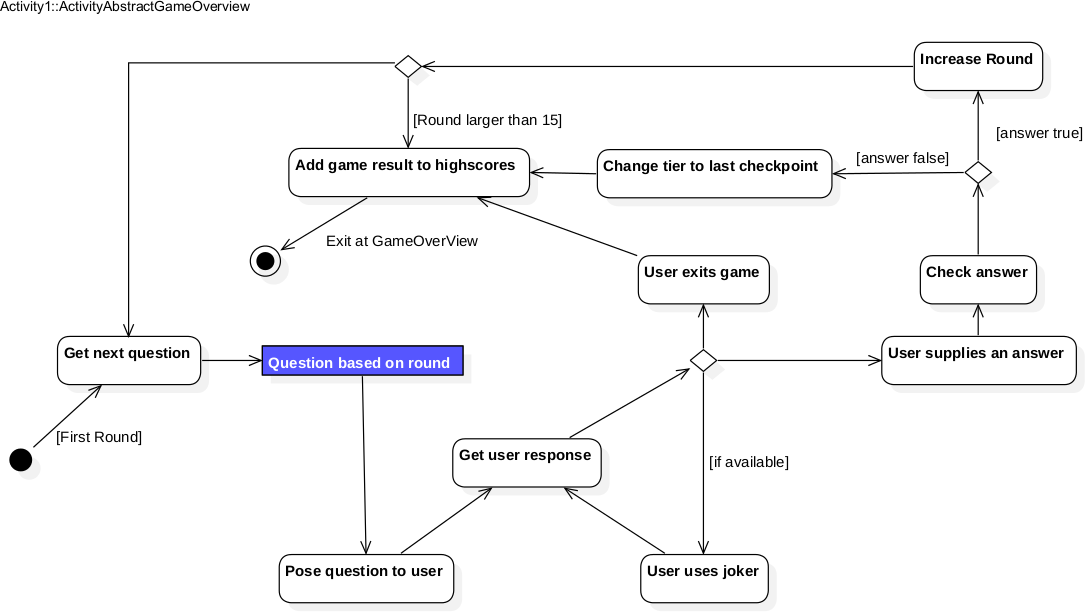 Activity1::ActivityAbstractGameOverview
Increase Round
[Round larger than 15]
[answer true]
Add game result to highscores
Change tier to last checkpoint
[answer false]
Exit at GameOverView
User exits game
Check answer
Get next question
Question based on round
User supplies an answer
[First Round]
Get user response
[if available]
Pose question to user
User uses joker